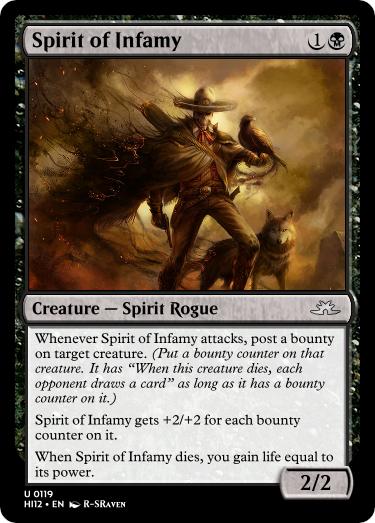 Spirit of Infamy 1
Creature — Spirit Rogue
Whenever Spirit of Infamy attacks, post a bounty
on target creature. (Put a bounty counter on that
creature. It has “When this creature dies, each
opponent draws a card” as long as it has a bounty
counter on it.)
Spirit of Infamy gets +2/+2 for each bounty
counter on it.
When Spirit of Infamy dies, you gain life equal to
its power.
2/2
U 0119
HI12 • EN R-SRaven